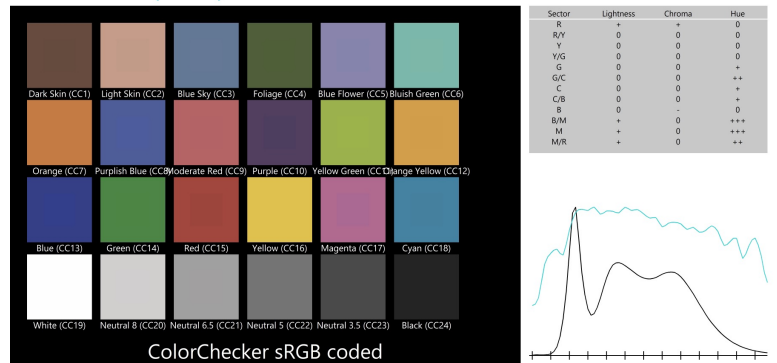 Dark Skin (CC1) Light Skin (CC2) Blue Sky (CC3) Foliage (CC4) Blue Flower (CC5) Bluish Green (CC6)
Orange (CC7) Purplish Blue (CC8) Moderate Red (CC9) Purple (CC10) Yellow Green (CC11) Orange Yellow (CC12)
Blue (CC13) Green (CC14) Red (CC15) Yellow (CC16) Magenta (CC17) Cyan (CC18)
White (CC19) Neutral 8 (CC20) Neutral 6.5 (CC21) Neutral 5 (CC22) Neutral 3.5 (CC23) Black (CC24)
ColorChecker sRGB coded
Sector Lightness Chroma Hue
R + + 0
R/Y 0 0 0
Y 0 0 0
Y/G 0 0 0
G 0 0 +
G/C 0 0 ++
C 0 0 +
C/B 0 0 +
B 0 - 0
B/M + 0 +++
M + 0 +++
M/R + 0 ++